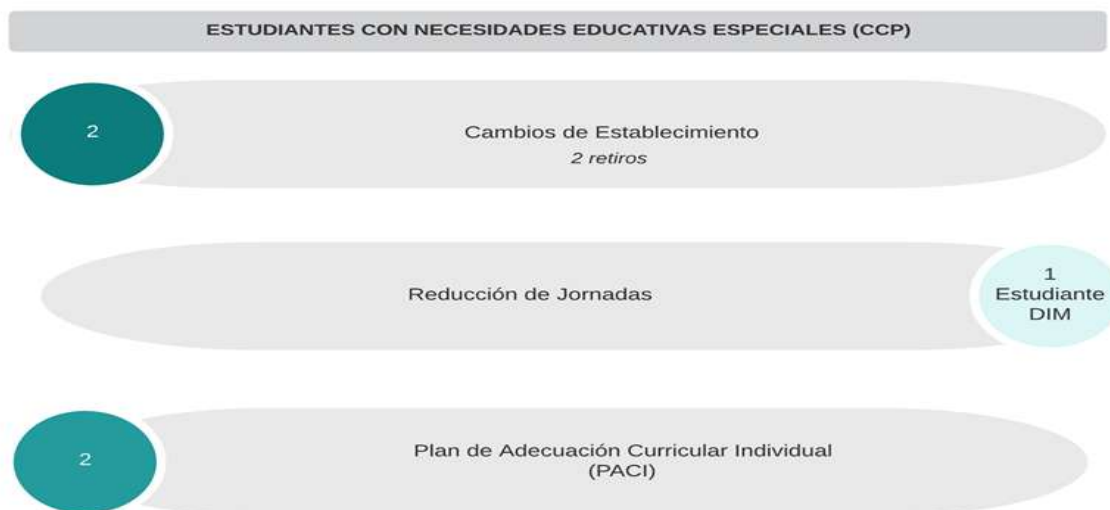 ESTUDIANTES CON NECESIDADES EDUCATIVAS ESPECIALES (CCP)
2
Cambios de Establecimiento
2 retiros
Reducción de Jornadas
1
Estudiante
DIM
2
Plan de Adecuación Curricular Individual
(PACI)